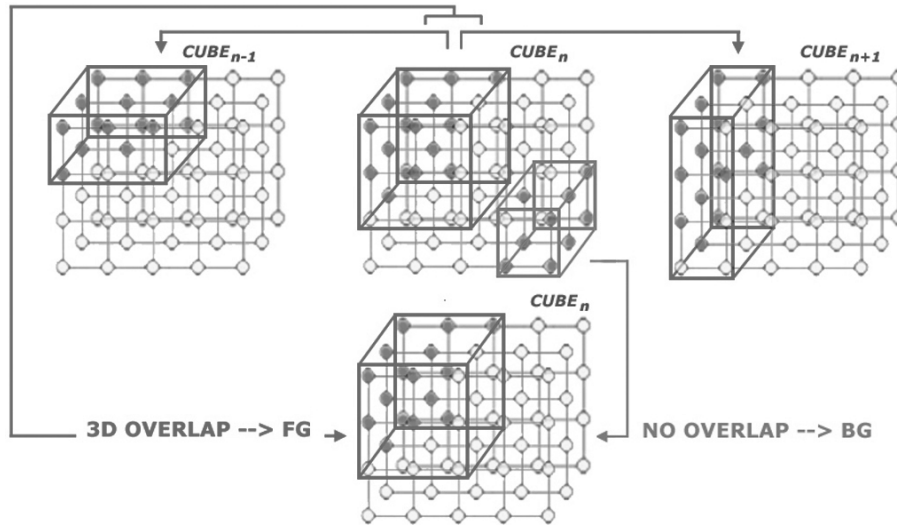 CUBEn-1
CUBEn
CUBEn+1
CUBEn
3D OVERLAP --> FG
NO OVERLAP --> BG